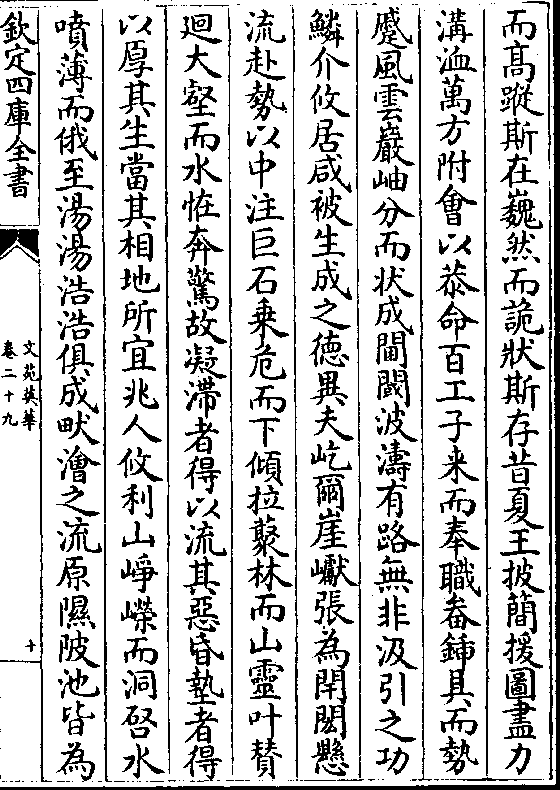 而髙蹤斯在巍然而詭狀斯存昔夏王披簡援圖盡力
溝洫萬方附會以恭命百工子来而奉職畚鍤具而勢
蹙風雲巖岫分而状成閫閾波濤有路無非汲引之功
鱗介攸居咸被生成之德異夫屹爾崖巘張為閈閎懸
流赴勢以中注巨石乗危而下傾拉藂林而山靈叶賛
迴大壑而水恠奔驚故凝滯者得以流其惡昏墊者得
以厚其生當其相地所宜兆人攸利山崢嶸而洞啓水
噴薄而俄至湯湯浩浩俱成畎澮之流原隰陂池皆為
欽定四庫全書
文苑英華
卷二十九
十